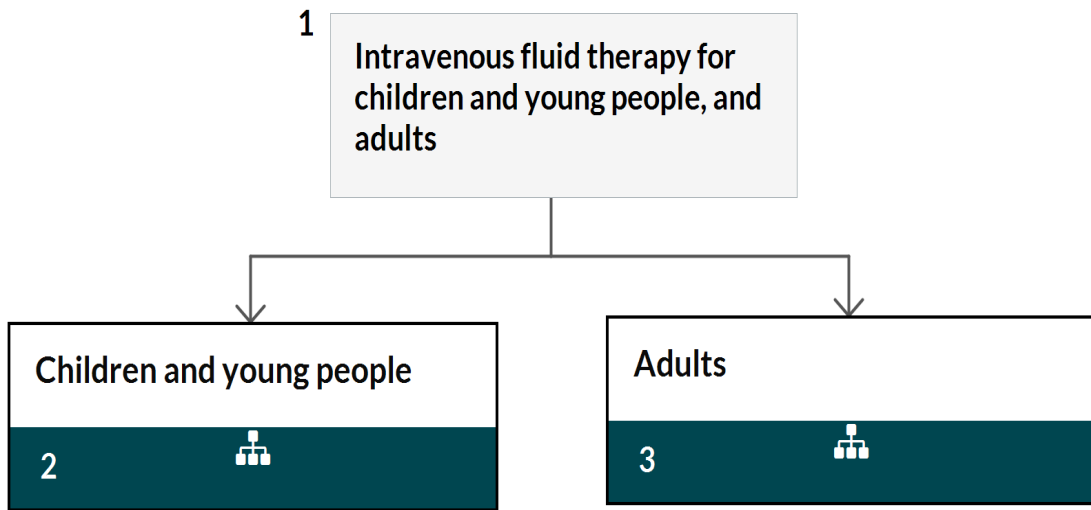 1
Intravenous fluid therapy for
children and young people, and
adults
Children and young people
2
Adults
3